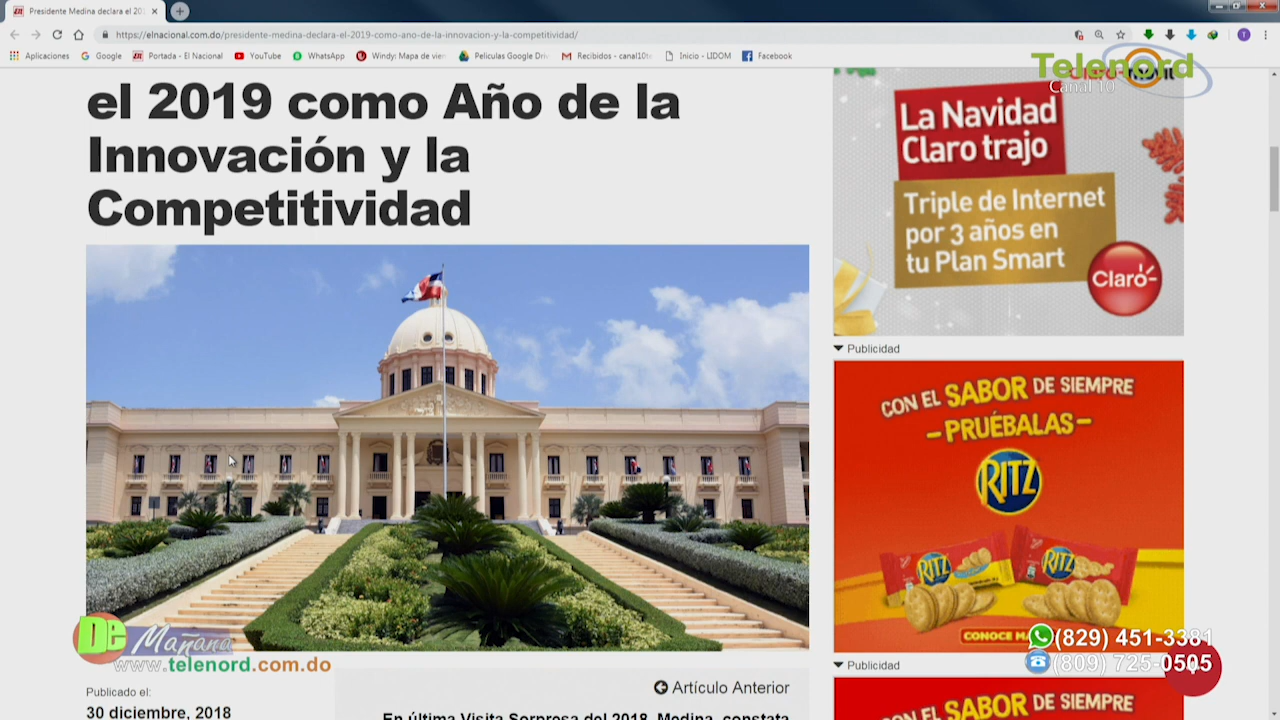 Presidente Medina declara el 201
https://elnacional.com.do/presidente-medina-declara-el-2019-como-ano-de-la-innovacion-y-la-competitividad/
Aplicaciones
Google
Portada - El Nacional
YouTube
WhatsApp
Windy: Mapa de vien
Peliculas Google Driv
Recibidos - canal10te
Inicio - LIDOM
Facebook
Telenord
Canal 10
el 2019 como Año de la
Innovación y la
Competitividad
La Navidad
Claro trajo
Triple de Internet
por 3 años en
tu Plan Smart
Claro
Publicidad
CON EL SABOR DE SIEMPRE
PRUÉBALAS
RITZ
RITZ
RITZ
CONOCE
Publicidad
CON EL SABOR DE SIEMPRE
De Mañana
www.telenord.com.do
(829) 451-3381
(809) 725-0505
Publicado el:
30 diciembre, 2018
Artículo Anterior
En última Visita Sorpresa del 2018, Medina, constata